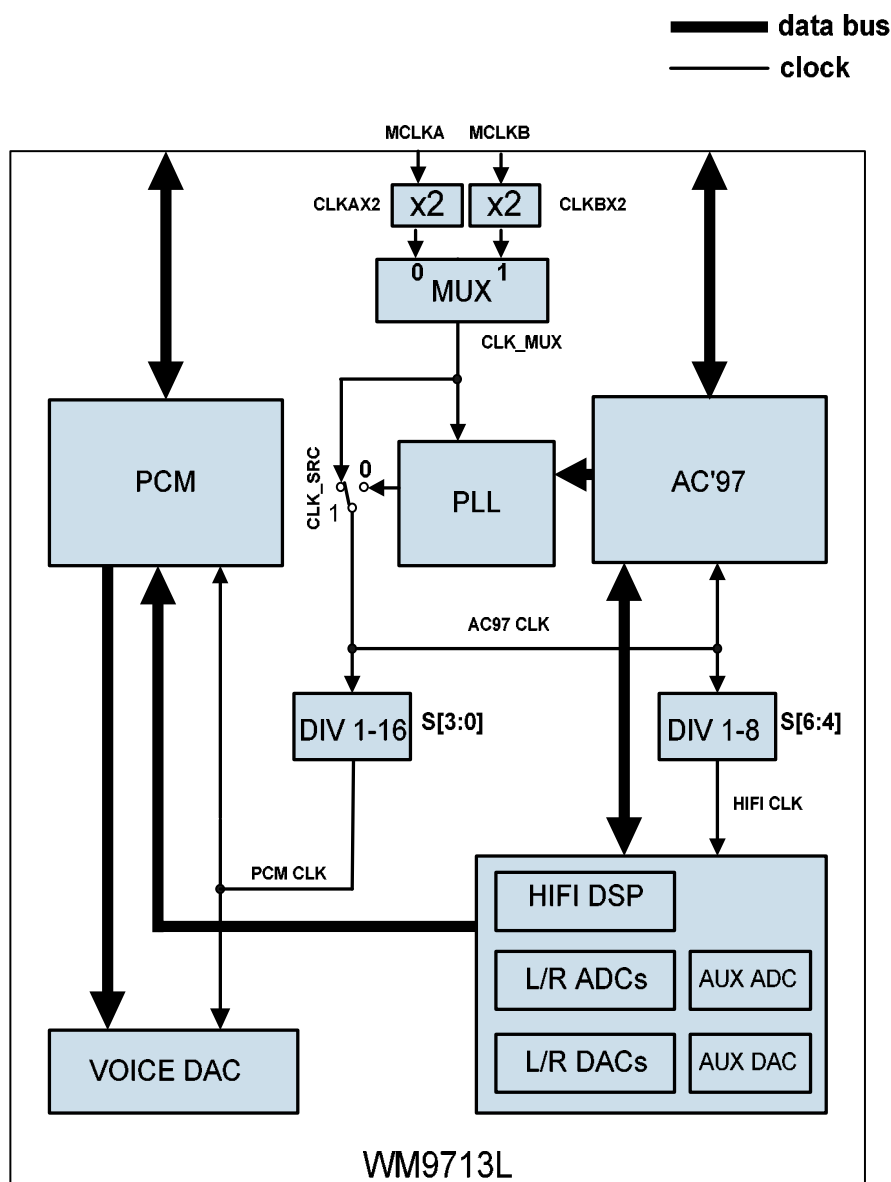 data bus
clock
MCLKA MCLKB
CLKAX2 x2 x2 CLKBX2
0 1
MUX
CLK_MUX
PCM
CLK_SRC
0
1
PLL
AC'97
AC97 CLK
DIV 1-16 S[3:0]
DIV 1-8 S[6:4]
HIFI CLK
PCM CLK
HIFI DSP
L/R ADCs AUX ADC
L/R DACs AUX DAC
VOICE DAC
WM9713L